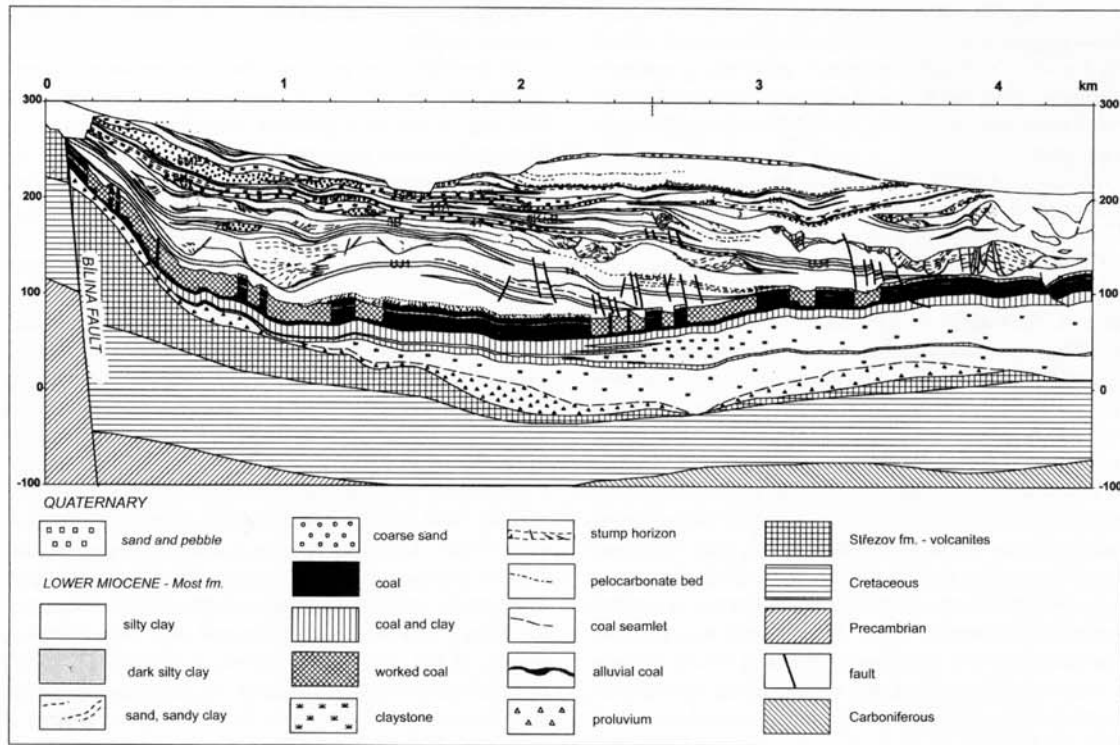 0 1 2 3 4 km
300 300
200 200
100 100
0 0
-100 -100
BÍLINA FAULT
UJ1
QUATERNARY
sand and pebble
LOWER MIOCENE - Most fm.
silty clay
dark silty clay
sand, sandy clay
coarse sand
coal
coal and clay
worked coal
claystone
stump horizon
pelocarbonate bed
coal seamlet
alluvial coal
proluvium
Střezov fm. - volcanites
Cretaceous
Precambrian
fault
Carboniferous